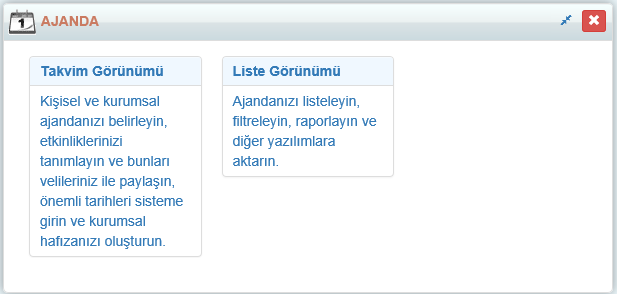 1 AJANDA
Takvim Görünümü
Kişisel ve kurumsal
ajandanızı belirleyin,
etkinliklerinizi
tanımlayın ve bunları
velileriniz ile paylaşın,
önemli tarihleri sisteme
girin ve kurumsal
hafızanızı oluşturun.
Liste Görünümü
Ajandanızı listeleyin,
filtreleyin, raporlayın ve
diğer yazılımlara
aktarın.